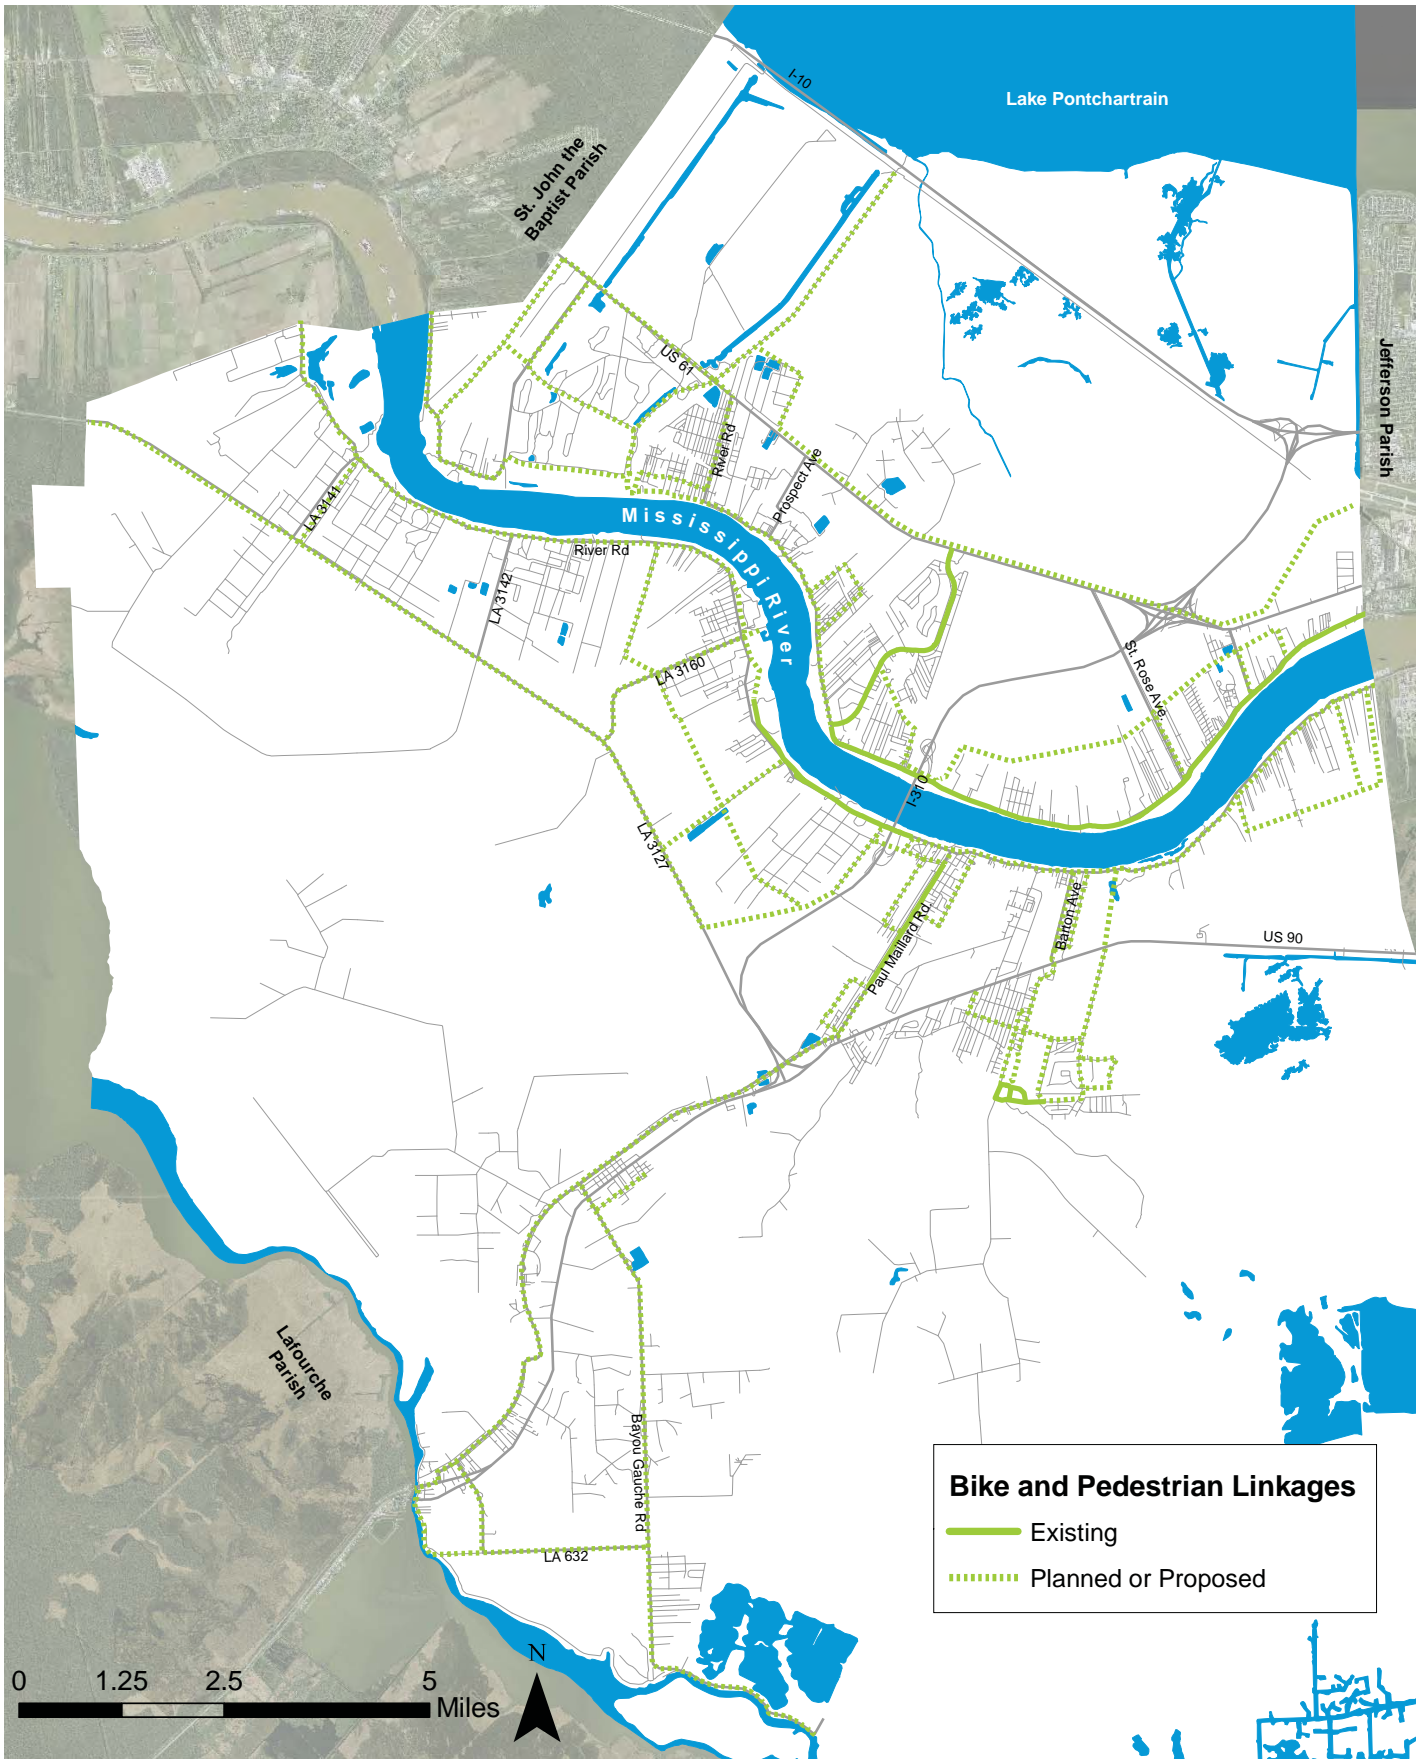 I-10
Lake Pontchartrain
St. John the
Baptist Parish
US 61
Jefferson Parish
River Rd
Prospect Ave
LA 3141
Mississippi River
River Rd
LA 3142
LA 3160
St. Rose Ave.
I-310
LA 3127
Barton Ave
Paul Maillard Rd.
US 90
Lafourche
Parish
Bayou Gauche Rd
LA 632
Bike and Pedestrian Linkages
Existing
Planned or Proposed
N
0 1.25 2.5 5
Miles